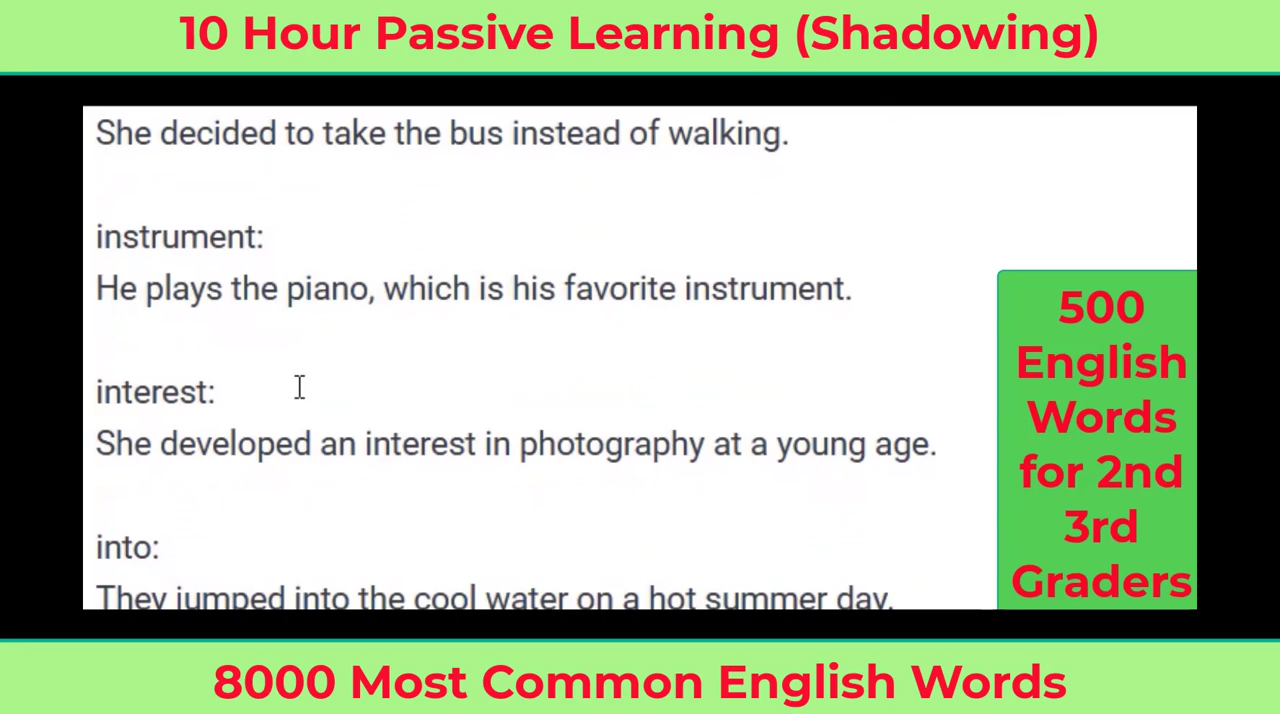 10 Hour Passive Learning (Shadowing)
She decided to take the bus instead of walking.
instrument:
He plays the piano, which is his favorite instrument.
interest:
She developed an interest in photography at a young age.
into:
They jumped into the cool water on a hot summer day.
500
English
Words
for 2nd
3rd
Graders
8000 Most Common English Words